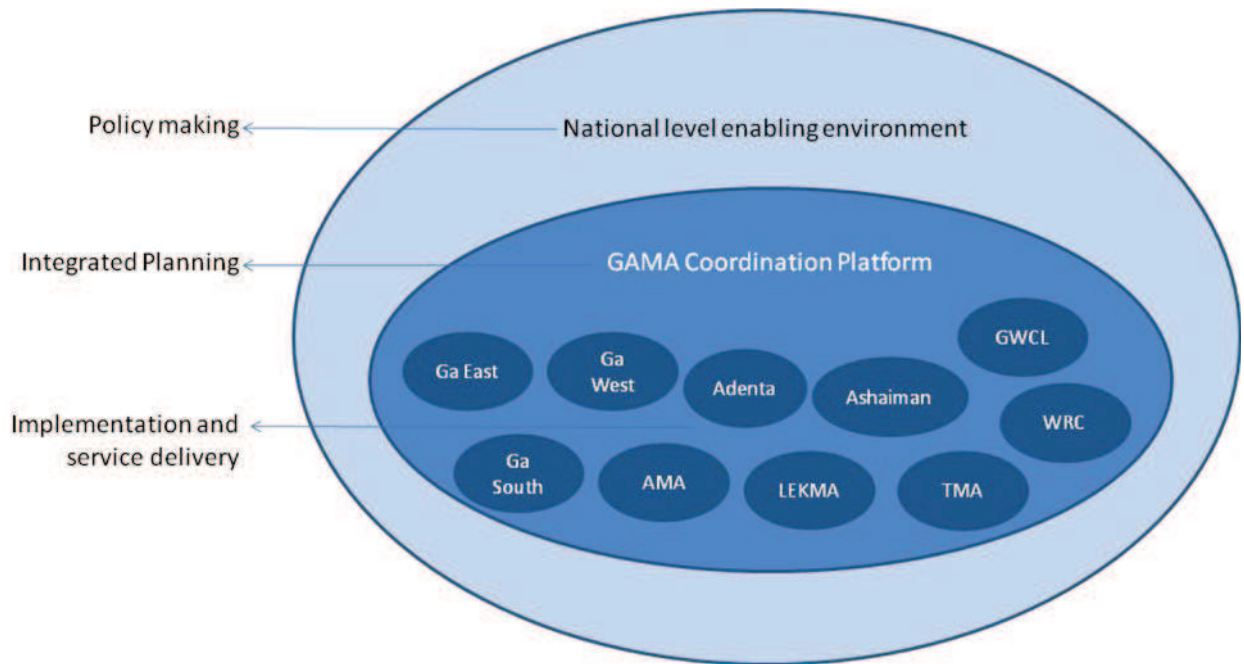 Policy making
National level enabling environment
Integrated Planning
GAMA Coordination Platform
GWCL
Ga East
Ga
West
Adenta
Ashaiman
WRC
Implementation and
service delivery
Ga
South
AMA
LEKMA
TMA